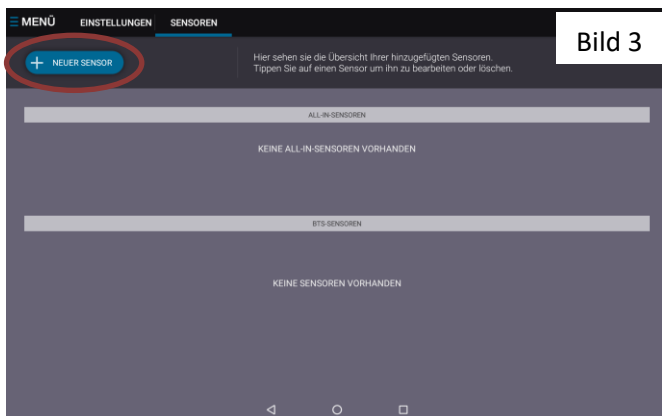 MENÜ EINSTELLUNGEN SENSOREN
Bild 3
+ NEUER SENSOR
Hier sehen sie die Übersicht Ihrer hinzugefügten Sensoren.
Tippen Sie auf einen Sensor um ihn zu bearbeiten oder löschen.
ALL-IN-SENSOREN
KEINE ALL-IN-SENSOREN VORHANDEN
BTS-SENSOREN
KEINE SENSOREN VORHANDEN